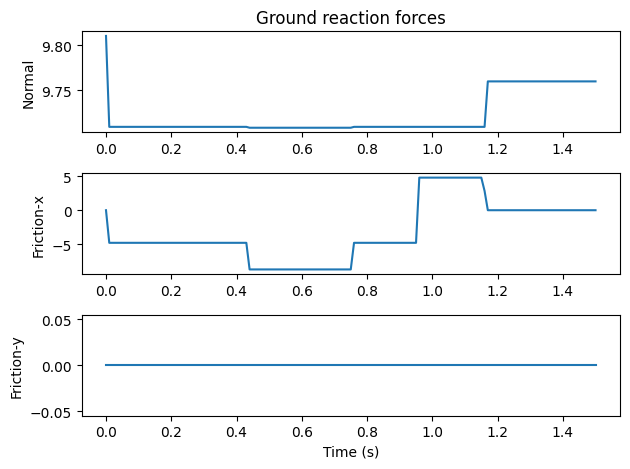 Ground reaction forces
Normal
9.80
9.75
0.0 0.2 0.4 0.6 0.8 1.0 1.2 1.4
Friction-x
5
0
−5
0.0 0.2 0.4 0.6 0.8 1.0 1.2 1.4
Friction-y
0.05
0.00
−0.05
0.0 0.2 0.4 0.6 0.8 1.0 1.2 1.4
Time (s)